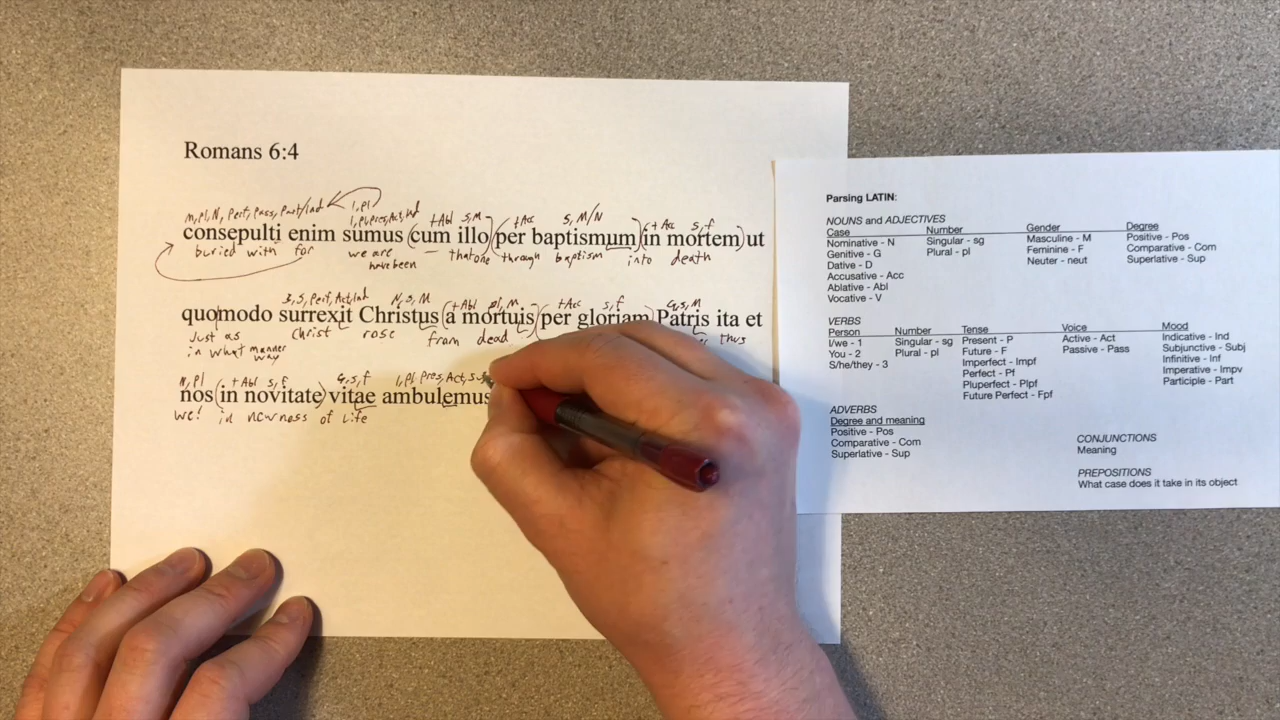 Romans 6:4
m, pl, N, Perf, Pass, Part/Ind 1, pl
1, pl, Pres, Act, Ind +Abl s, M +Acc s, M/N +Acc s, f
consepulti enim sumus (cum illo) (per baptismum) (in mortem) ut
buried with for we are that one through baptism into death
have been
3, S, Perf, Act, Ind N, s, M +Abl pl, M +Acc s, f G, s, M
quomodo surrexit Christus (a mortuis) (per gloriam Patris ita et
Just as Christ rose from dead thus
in what manner
way
N, pl +Abl s, f G, s, f 1, pl Pres, Act,
nos (in novitate) vitae ambulemus
we! in newness of life
Parsing LATIN:
NOUNS and ADJECTIVES
Case Number Gender Degree
Nominative - N Singular - sg Masculine - M Positive - Pos
Genitive - G Plural - pl Feminine - F Comparative - Com
Dative - D Neuter - neut Superlative - Sup
Accusative - Acc
Ablative - Abl
Vocative - V
VERBS
Person Number Tense Voice Mood
I/we - 1 Singular - sg Present - P Active - Act Indicative - Ind
You - 2 Plural - pl Future - F Passive - Pass Subjunctive - Subj
S/he/they - 3 Imperfect - Impf Infinitive - Inf
Perfect - Pf Imperative - Impv
Pluperfect - Plpf Participle - Part
Future Perfect - Fpf
ADVERBS
Degree and meaning
Positive - Pos
Comparative - Com
Superlative - Sup
CONJUNCTIONS
Meaning
PREPOSITIONS
What case does it take in its object